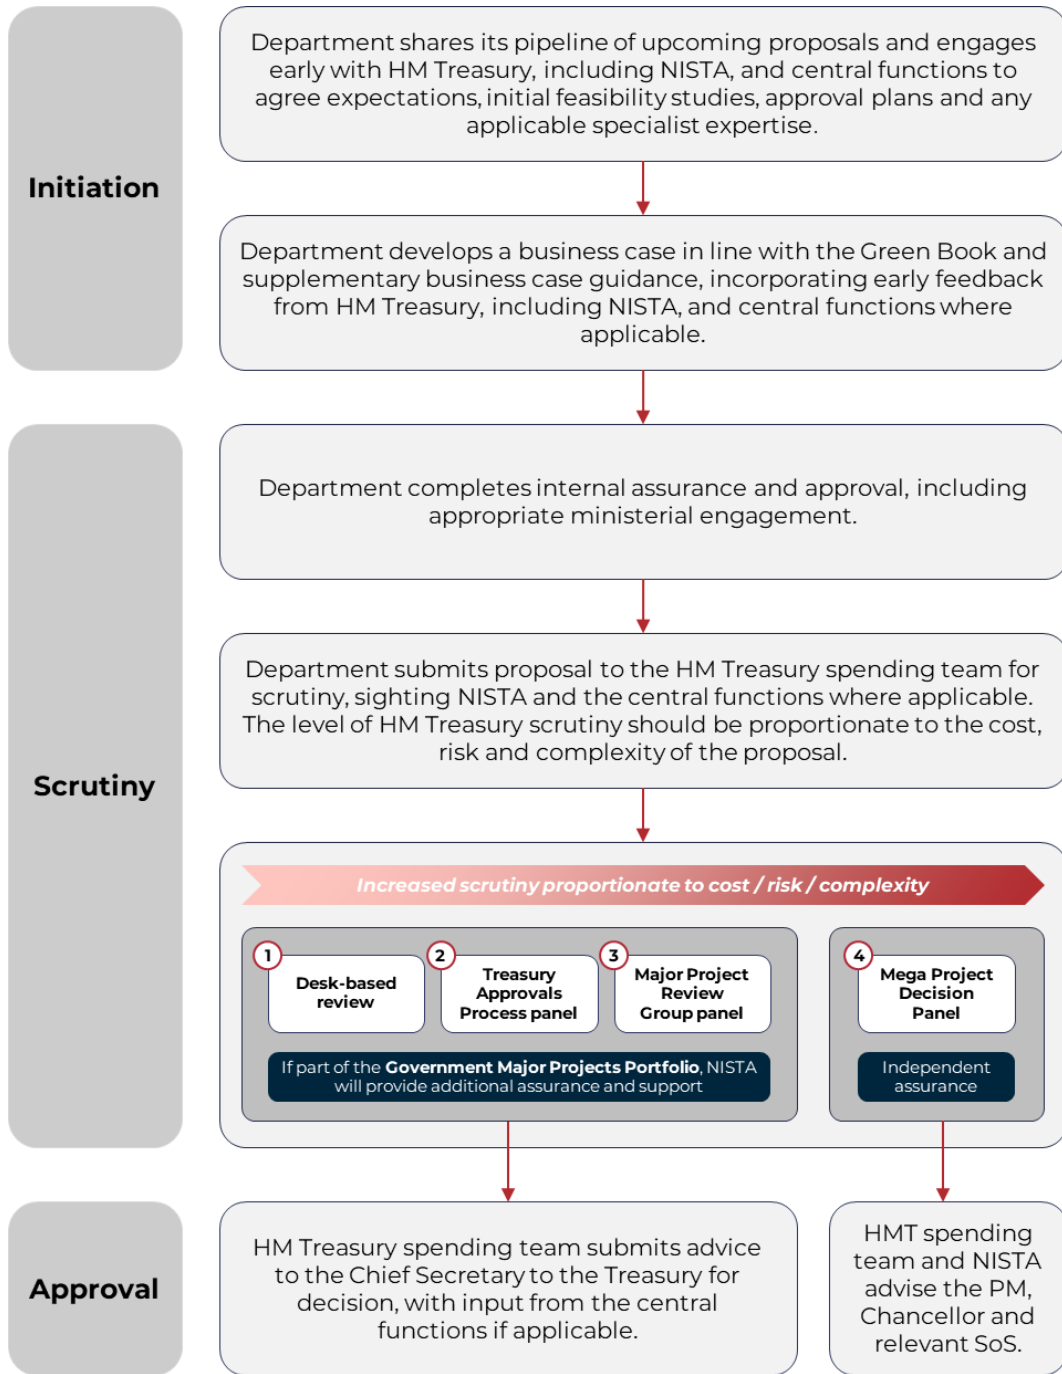 Initiation
Department shares its pipeline of upcoming proposals and engages
early with HM Treasury, including NISTA, and central functions to
agree expectations, initial feasibility studies, approval plans and any
applicable specialist expertise.
Department develops a business case in line with the Green Book and
supplementary business case guidance, incorporating early feedback
from HM Treasury, including NISTA, and central functions where
applicable.
Scrutiny
Department completes internal assurance and approval, including
appropriate ministerial engagement.
Department submits proposal to the HM Treasury spending team for
scrutiny, sighting NISTA and the central functions where applicable.
The level of HM Treasury scrutiny should be proportionate to the cost,
risk and complexity of the proposal.
Increased scrutiny proportionate to cost / risk / complexity
1
Desk-based
review
2
Treasury
Approvals
Process panel
3
Major Project
Review
Group panel
If part of the Government Major Projects Portfolio, NISTA
will provide additional assurance and support
4
Mega Project
Decision
Panel
Independent
assurance
Approval
HM Treasury spending team submits advice
to the Chief Secretary to the Treasury for
decision, with input from the central
functions if applicable.
HMT spending
team and NISTA
advise the PM,
Chancellor and
relevant SoS.